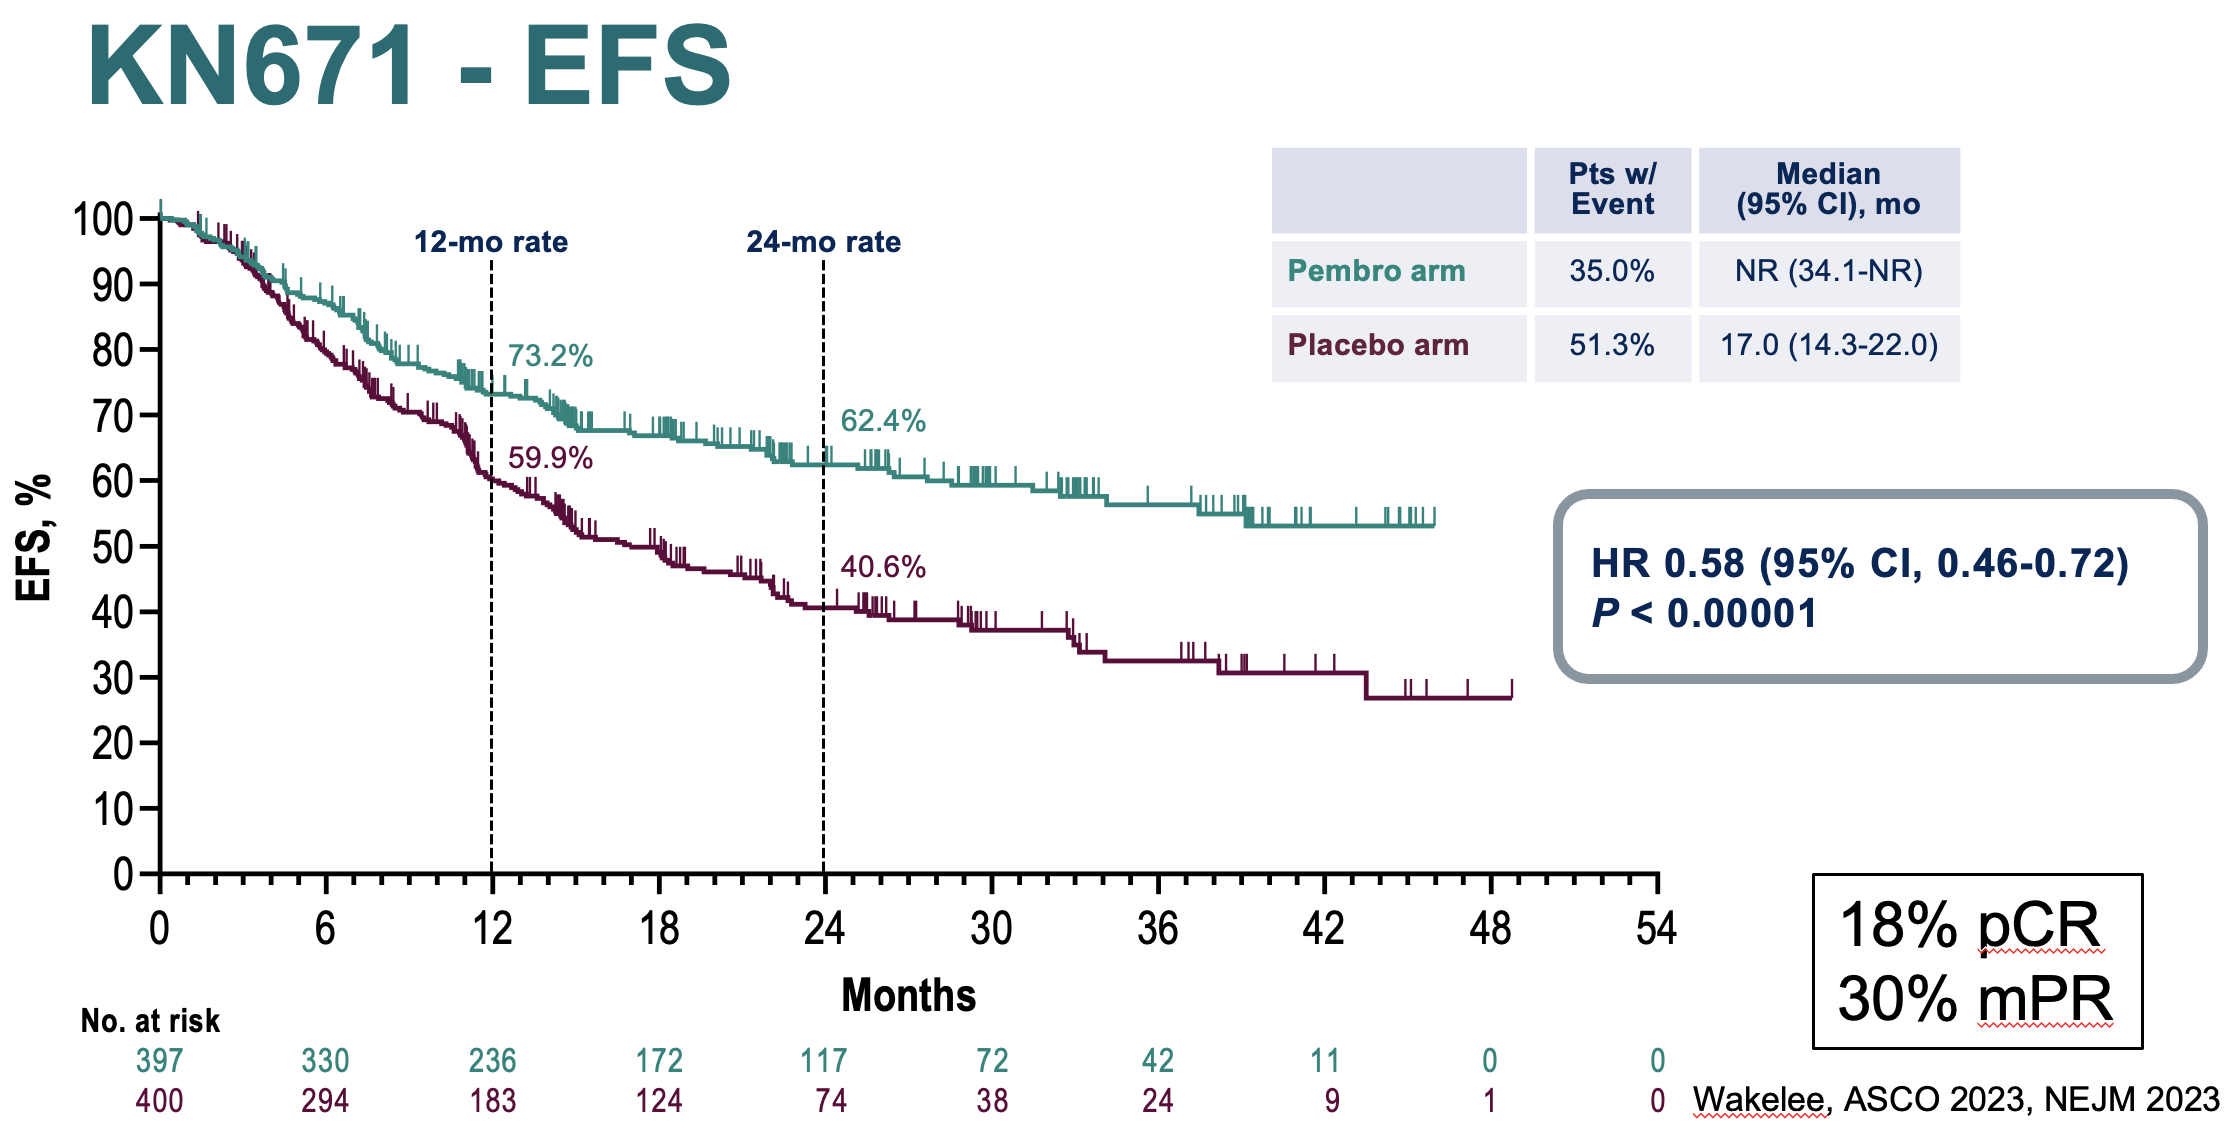 KN671 - EFS
Pts w/ Event
Median (95% CI), mo
Pembro arm 35.0% NR (34.1-NR)
Placebo arm 51.3% 17.0 (14.3-22.0)
12-mo rate
24-mo rate
EFS, %
100
90
80
70
60
50
40
30
20
10
0
73.2%
59.9%
62.4%
40.6%
HR 0.58 (95% CI, 0.46-0.72)
P < 0.00001
0 6 12 18 24 30 36 42 48 54
Months
18% pCR
30% mPR
No. at risk
397 330 236 172 117 72 42 11 0 0
400 294 183 124 74 38 24 9 1 0
Wakelee, ASCO 2023, NEJM 2023